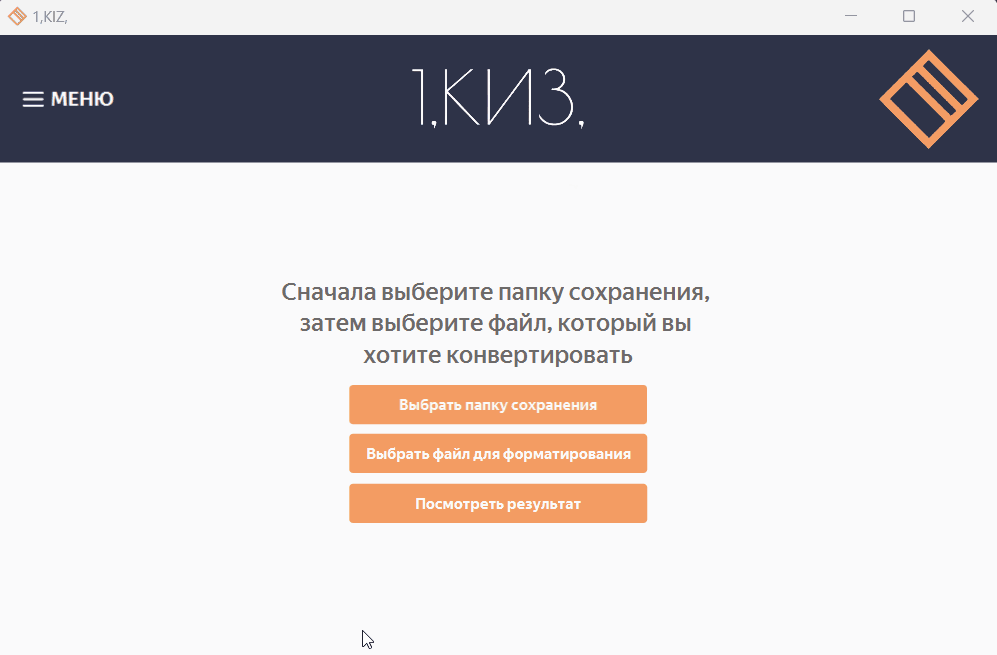 1,KIZ,
МЕНЮ
1,КИЗ,
Сначала выберите папку сохранения,
затем выберите файл, который вы
хотите конвертировать
Выбрать папку сохранения
Выбрать файл для форматирования
Посмотреть результат